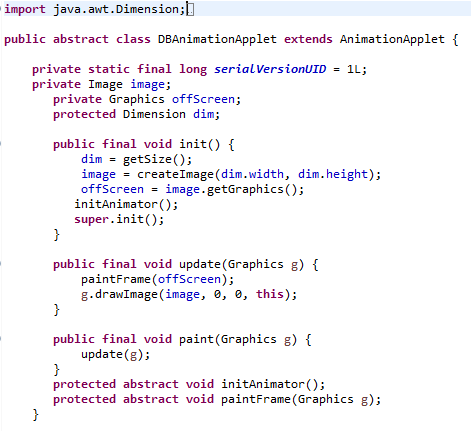 import java.awt.Dimension;
public abstract class DBAnimationApplet extends AnimationApplet {
private static final long serialVersionUID = 1L;
private Image image;
private Graphics offScreen;
protected Dimension dim;
public final void init() {
dim = getSize();
image = createImage(dim.width, dim.height);
offScreen = image.getGraphics();
initAnimator();
super.init();
}
public final void update(Graphics g) {
paintFrame(offScreen);
g.drawImage(image, 0, 0, this);
}
public final void paint(Graphics g) {
update(g);
}
protected abstract void initAnimator();
protected abstract void paintFrame(Graphics g);
}